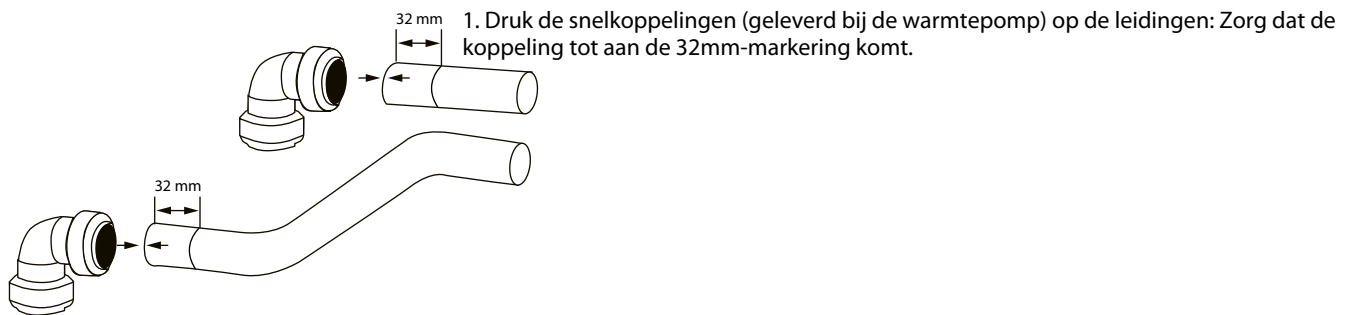 32 mm
1. Druk de snelkoppelingen (geleverd bij de warmtepomp) op de leidingen: Zorg dat de
koppeling tot aan de 32mm-markering komt.
32 mm